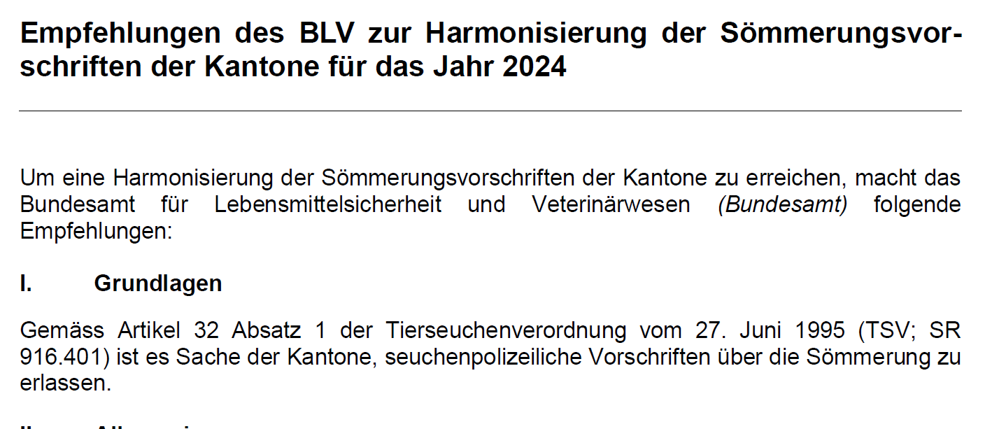 Empfehlungen des BLV zur Harmonisierung der Sömmerungsvor-
schriften der Kantone für das Jahr 2024
Um eine Harmonisierung der Sömmerungsvorschriften der Kantone zu erreichen, macht das
Bundesamt für Lebensmittelsicherheit und Veterinärwesen (Bundesamt) folgende
Empfehlungen:
I. Grundlagen
Gemäss Artikel 32 Absatz 1 der Tierseuchenverordnung vom 27. Juni 1995 (TSV; SR
916.401) ist es Sache der Kantone, seuchenpolizeiliche Vorschriften über die Sömmerung zu
erlassen.